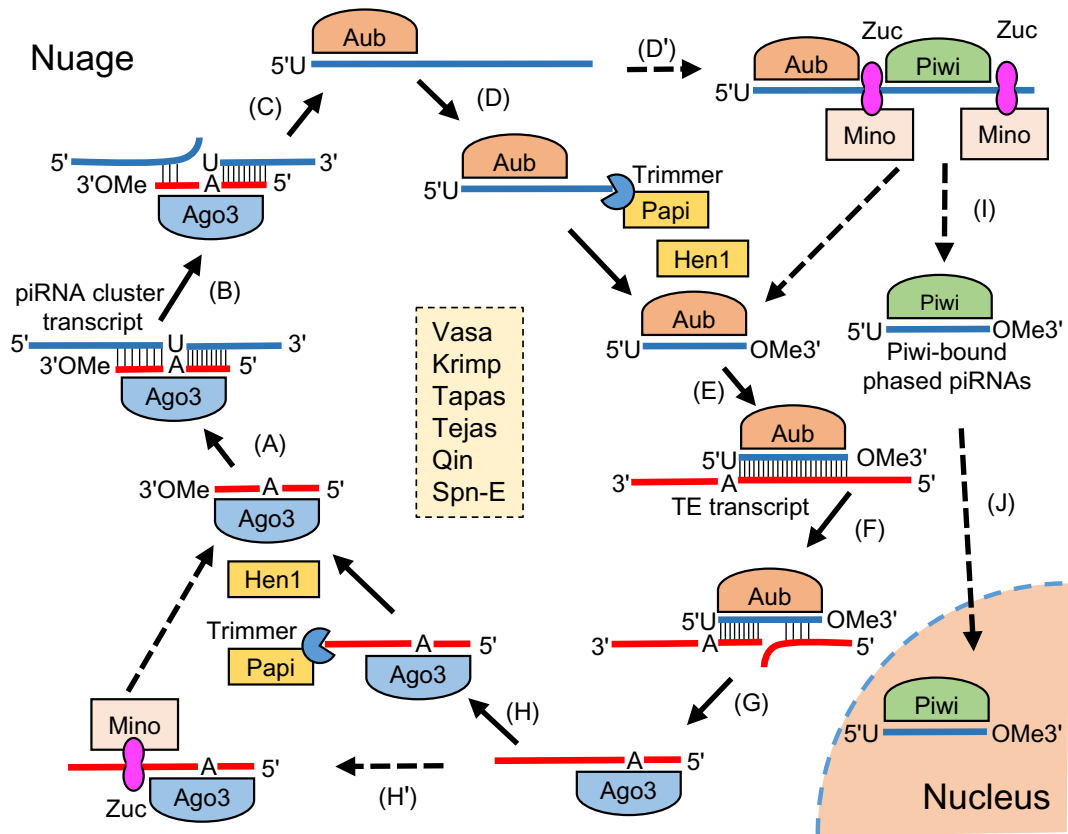 Nuage
Aub
5'U
(C)
(D)
(D')
Zuc
Zuc
Aub
Piwi
5'U
Mino
Mino
5'
U
3'
3'OMe
A
5'
Ago3
Aub
5'U
Trimmer
Papi
Hen1
(I)
(B)
piRNA cluster
transcript
5'
U
3'
3'OMe
A
5'
Ago3
Vasa
Krimp
Tapas
Tejas
Qin
Spn-E
Aub
5'U
OMe3'
Piwi
5'U
OMe3'
Piwi-bound
phased piRNAs
(E)
(A)
Aub
5'U
OMe3'
3'
A
5'
TE transcript
3'OMe
A
5'
Ago3
(F)
(J)
Hen1
Aub
5'U
OMe3'
3'
A
5'
Trimmer
Papi
A
5'
Ago3
(G)
(H)
Mino
A
5'
Zuc
Ago3
(H')
A
5'
Ago3
Piwi
5'U
OMe3'
Nucleus